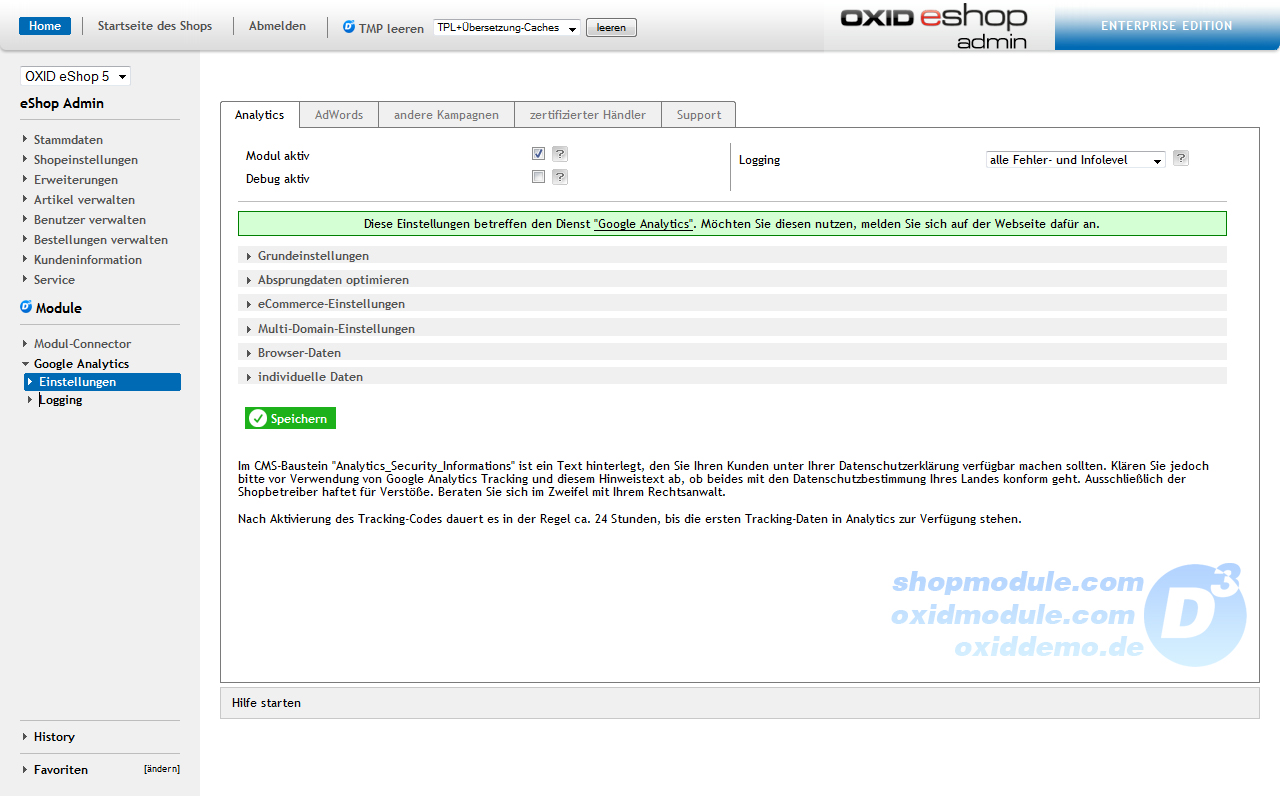 Home
Startseite des Shops
Abmelden
TMP leeren
TPL+Übersetzung-Caches
leeren
OXID eshop
admin
ENTERPRISE EDITION
OXID eShop 5
eShop Admin
Stammdaten
Shopeinstellungen
Erweiterungen
Artikel verwalten
Benutzer verwalten
Bestellungen verwalten
Kundeninformation
Service
Module
Modul-Connector
Google Analytics
Einstellungen
Logging
History
Favoriten
[ändern]
Analytics
AdWords
andere Kampagnen
zertifizierter Händler
Support
Modul aktiv
?
Debug aktiv
?
Logging
alle Fehler- und Infolevel
?
Diese Einstellungen betreffen den Dienst "Google Analytics". Möchten Sie diesen nutzen, melden Sie sich auf der Webseite dafür an.
Grundeinstellungen
Absprungdaten optimieren
eCommerce-Einstellungen
Multi-Domain-Einstellungen
Browser-Daten
individuelle Daten
Speichern
Im CMS-Baustein "Analytics_Security_Informations" ist ein Text hinterlegt, den Sie Ihren Kunden unter Ihrer Datenschutzerklärung verfügbar machen sollten. Klären Sie jedoch
bitte vor Verwendung von Google Analytics Tracking und diesem Hinweistext ab, ob beides mit den Datenschutzbestimmung Ihres Landes konform geht. Ausschließlich der
Shopbetreiber haftet für Verstöße. Beraten Sie sich im Zweifel mit Ihrem Rechtsanwalt.
Nach Aktivierung des Tracking-Codes dauert es in der Regel ca. 24 Stunden, bis die ersten Tracking-Daten in Analytics zur Verfügung stehen.
shopmodule.com
oxidmodule.com
oxiddemo.de
D3
Hilfe starten